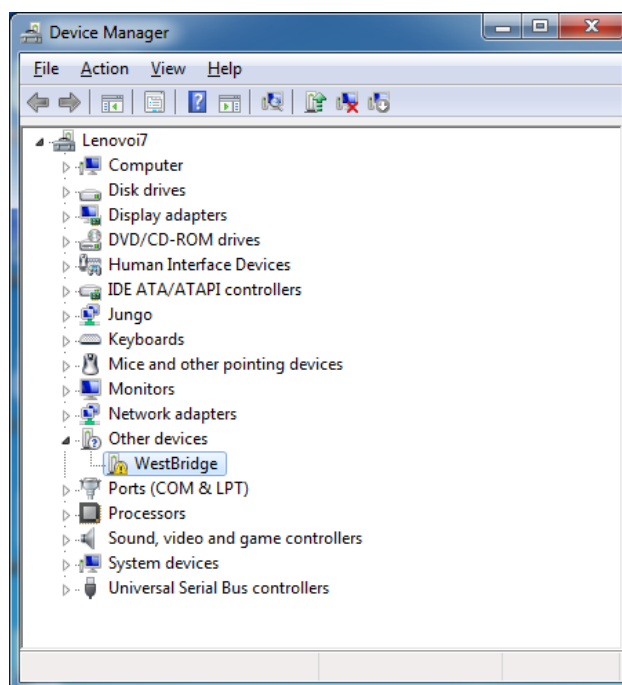 Device Manager
File Action View Help
Lenovoi7
Computer
Disk drives
Display adapters
DVD/CD-ROM drives
Human Interface Devices
IDE ATA/ATAPI controllers
Jungo
Keyboards
Mice and other pointing devices
Monitors
Network adapters
Other devices
WestBridge
Ports (COM & LPT)
Processors
Sound, video and game controllers
System devices
Universal Serial Bus controllers